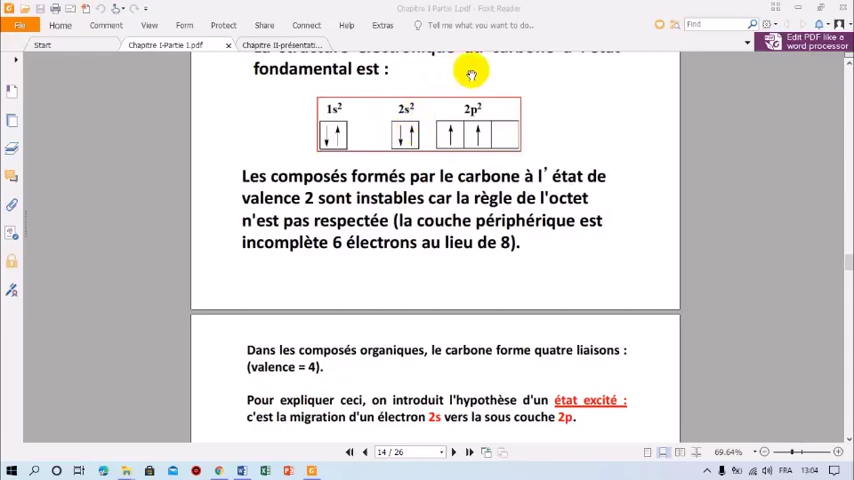 Chapitre I-Partie 1.pdf - Foxit Reader
File Home Comment View Form Protect Share Connect Help Extras Tell me what you want to do... Find
Start Chapitre I-Partie 1.pdf Chapitre II-présentati...
Edit PDF like a
word processor
fondamental est :
1s² 2s² 2p²
Les composés formés par le carbone à l'état de
valence 2 sont instables car la règle de l'octet
n'est pas respectée (la couche périphérique est
incomplète 6 électrons au lieu de 8).
Dans les composés organiques, le carbone forme quatre liaisons :
(valence = 4).
Pour expliquer ceci, on introduit l'hypothèse d'un état excité :
c'est la migration d'un électron 2s vers la sous couche 2p.
14 / 26 69.64%
FRA 13:04